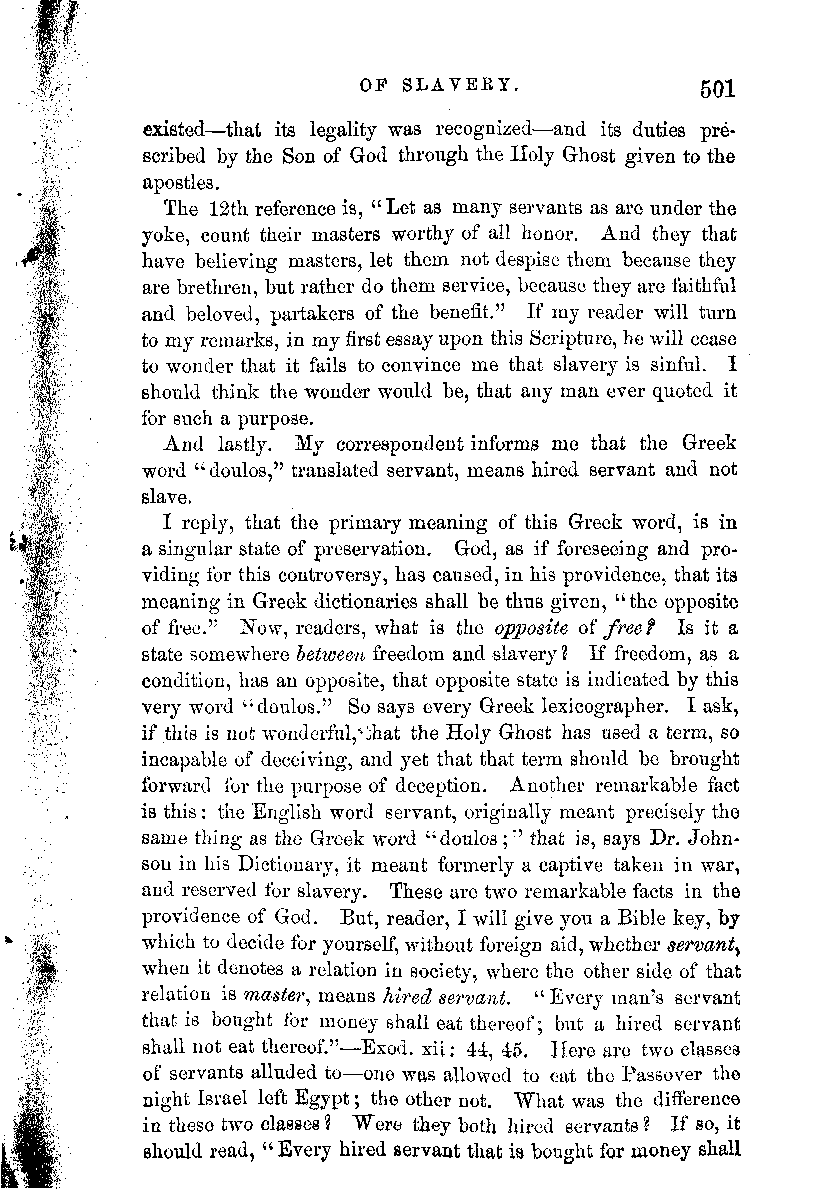 OF SLAVERY. 501
existed—that its legality was recognized—and its duties pre-
scribed by the Son of God through the Holy Ghost given to the
apostles.
The 12th reference is, “Let as many servants as are under the
yoke, count their masters worthy of all honor. And they that
have believing masters, let them not despise them because they
are brethren, but rather do them service, because they are faithful
and beloved, partakers of the benefit.” If my reader will turn
to my remarks, in my first essay upon this Scripture, he will cease
to wonder that it fails to convince me that slavery is sinful. I
should think the wonder would be, that any man ever quoted it
for such a purpose.
And lastly. My correspondent informs me that the Greek
word “doulos,” translated servant, means hired servant and not
slave.
I reply, that the primary meaning of this Greek word, is in
a singular state of preservation. God, as if foreseeing and pro-
viding for this controversy, has caused, in his providence, that its
meaning in Greek dictionaries shall be thus given, “the opposite
of free.” Now, readers, what is the opposite of free? Is it a
state somewhere between freedom and slavery? If freedom, as a
condition, has an opposite, that opposite state is indicated by this
very word “doulos.” So says every Greek lexicographer. I ask,
if this is not wonderful, that the Holy Ghost has used a term, so
incapable of deceiving, and yet that that term should be brought
forward for the purpose of deception. Another remarkable fact
is this: the English word servant, originally meant precisely the
same thing as the Greek word “doulos;” that is, says Dr. John-
son in his Dictionary, it meant formerly a captive taken in war,
and reserved for slavery. These are two remarkable facts in the
providence of God. But, reader, I will give you a Bible key, by
which to decide for yourself, without foreign aid, whether servant,
when it denotes a relation in society, where the other side of that
relation is master, means hired servant. “Every man’s servant
that is bought for money shall eat thereof; but a hired servant
shall not eat thereof.”—Exod. xii: 44, 45. Here are two classes
of servants alluded to—one was allowed to eat the Passover the
night Israel left Egypt; the other not. What was the difference
in these two classes? Were they both hired servants? If so, it
should read, “Every hired servant that is bought for money shall